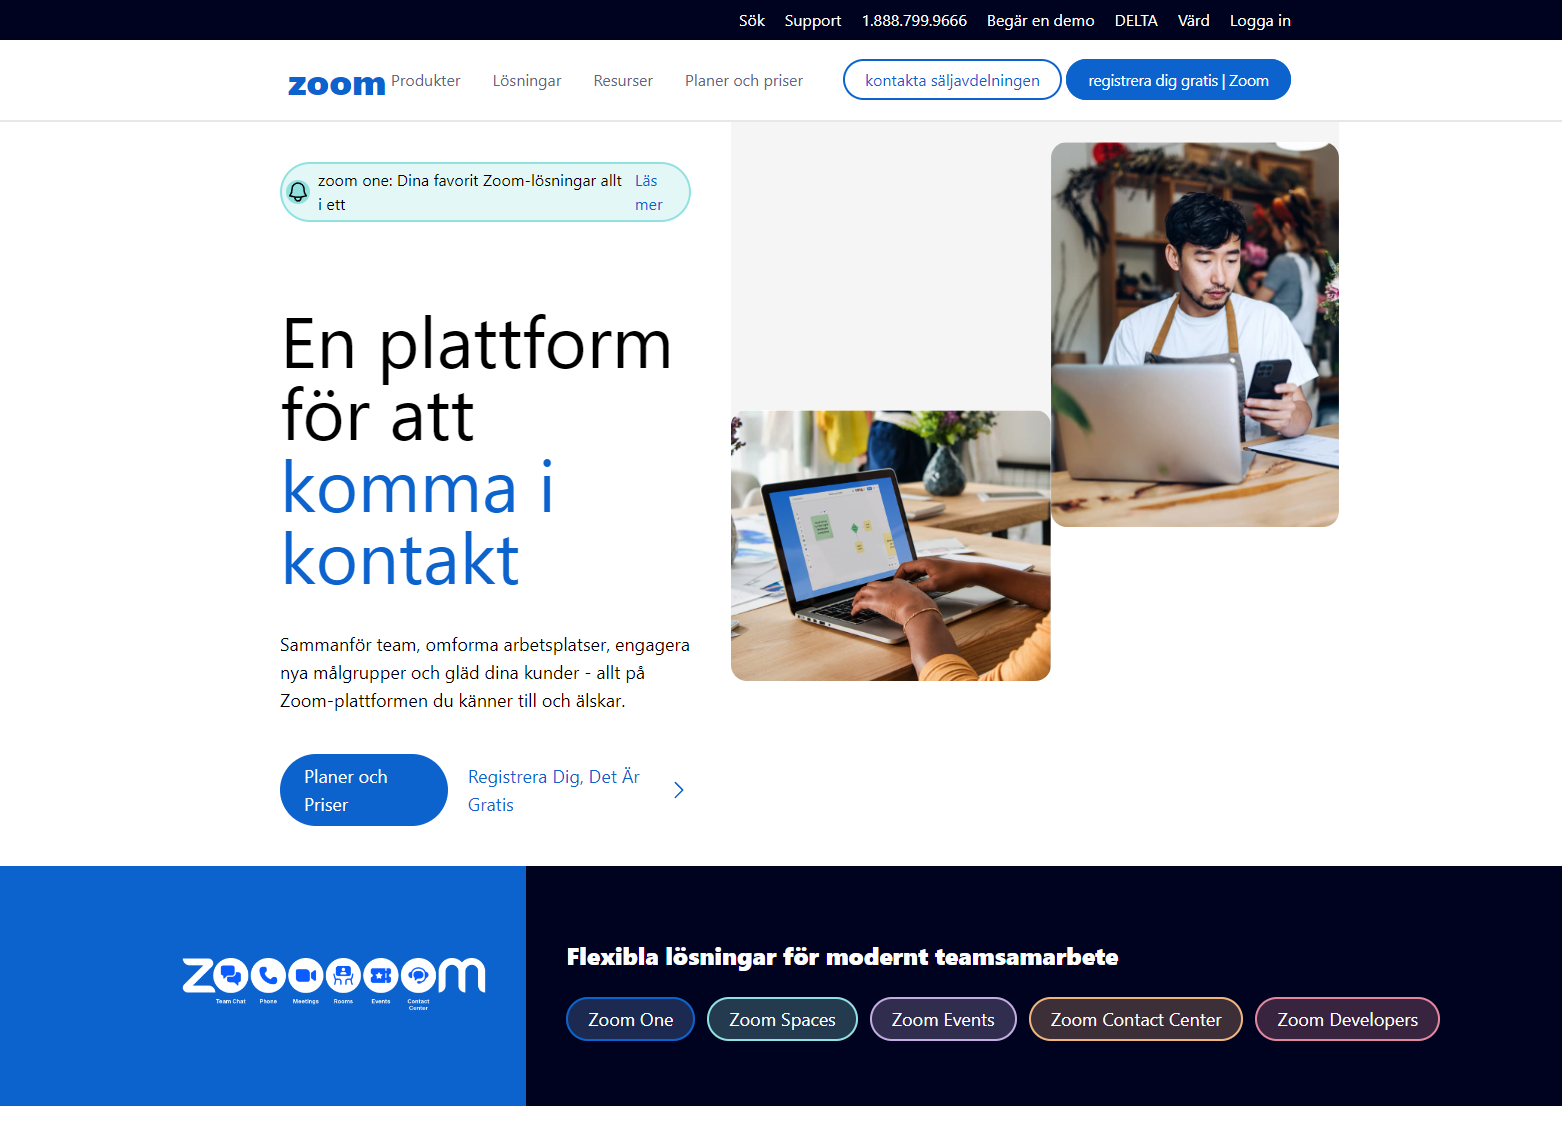 Sök Support 1.888.799.9666 Begär en demo DELTA Värd Logga in
zoom Produkter Lösningar Resurser Planer och priser kontakta säljavdelningen registrera dig gratis | Zoom
zoom one: Dina favorit Zoom-lösningar allt
i ett
Läs
mer
En plattform
för att
komma i
kontakt
Sammanför team, omforma arbetsplatser, engagera
nya målgrupper och gläd dina kunder - allt på
Zoom-plattformen du känner till och älskar.
Planer och
Priser
Registrera Dig, Det Är
Gratis
zoooooom
Team Chat Phone Meetings Rooms Events Contact
Center
Flexibla lösningar för modernt teamsamarbete
Zoom One Zoom Spaces Zoom Events Zoom Contact Center Zoom Developers